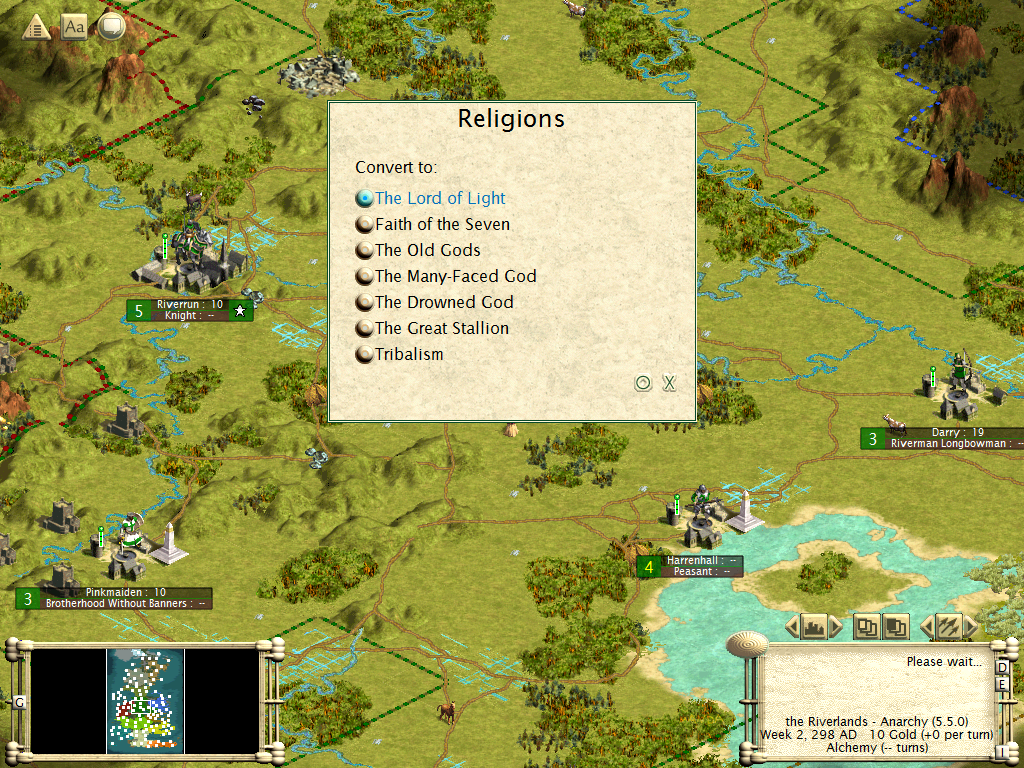 Aa
Religions
Convert to:
The Lord of Light
Faith of the Seven
The Old Gods
The Many-Faced God
The Drowned God
The Great Stallion
Tribalism
X
5
Riverrun : 10
Knight : --
3
Darry : 19
Riverman Longbowman : --
4
Harrenhall : --
Peasant : --
3
Pinkmaiden : 10
Brotherhood Without Banners : --
G
Please wait...
D
E
the Riverlands - Anarchy (5.5.0)
Week 2, 298 AD 10 Gold (+0 per turn)
Alchemy (-- turns)
I